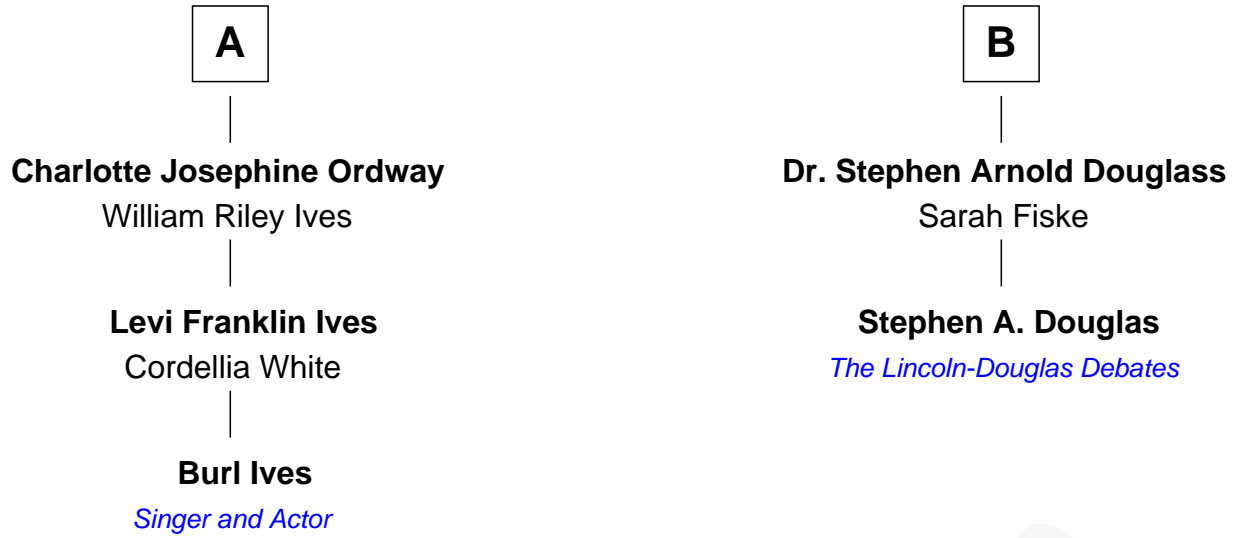 A
Charlotte Josephine Ordway
William Riley Ives
Levi Franklin Ives
Cordellia White
Burl Ives
Singer and Actor
B
Dr. Stephen Arnold Douglass
Sarah Fiske
Stephen A. Douglas
The Lincoln-Douglas Debates